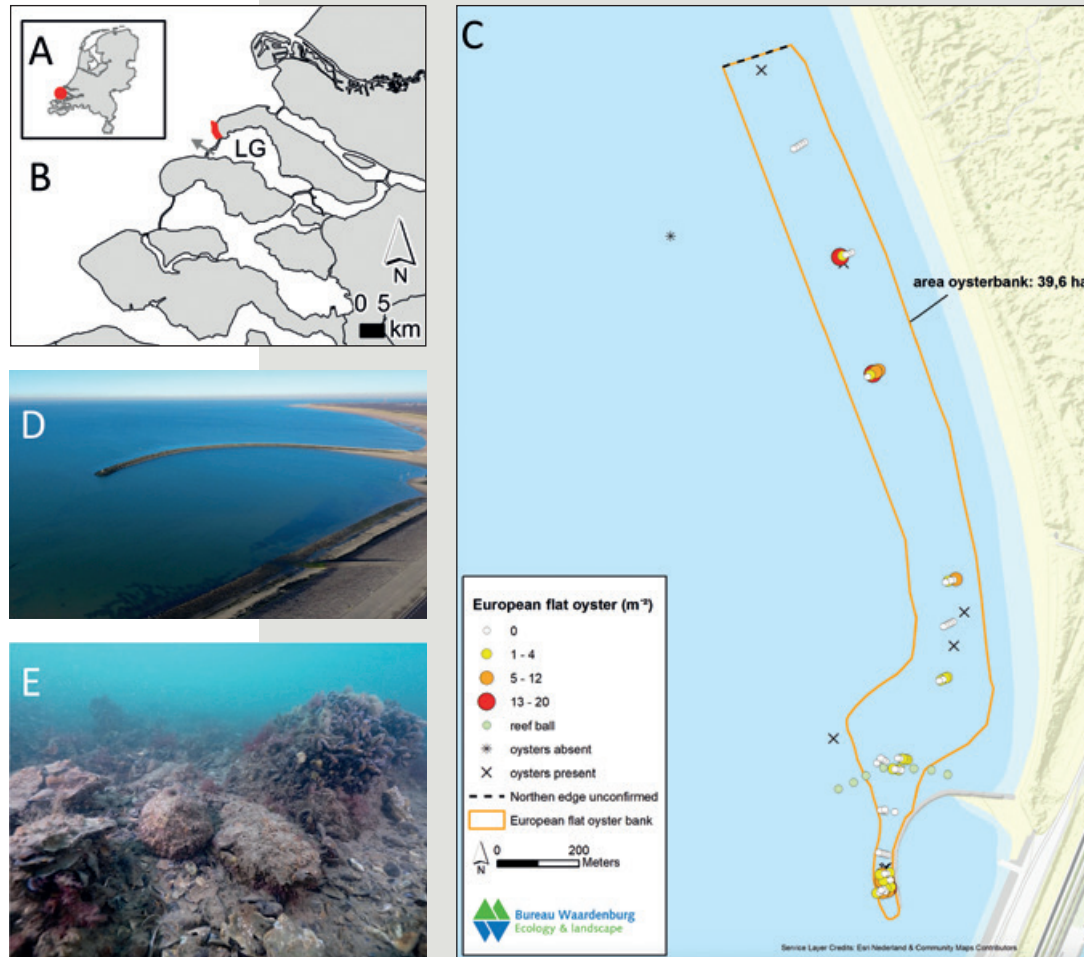 A
B
LG
N
0 5
km
C
area oysterbank: 39,6 ha
D
E
European flat oyster (m⁻²)
0
1 - 4
5 - 12
13 - 20
reef ball
oysters absent
oysters present
Northen edge unconfirmed
European flat oyster bank
N
0 200
Meters
Bureau Waardenburg
Ecology & landscape
Service Layer Credits: Esri Nederland & Community Maps Contributors